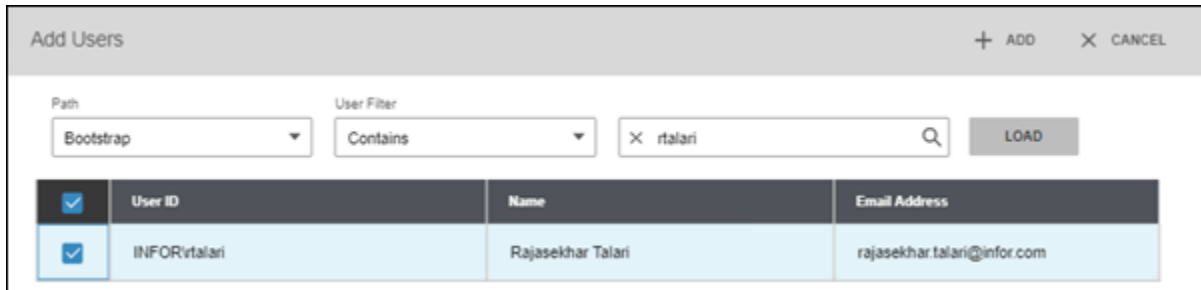 Add Users
ADD CANCEL
Path User Filter
Bootstrap Contains rtalari LOAD
User ID Name Email Address
INFOR\rtalari Rajasekhar Talari rajasekhar.talari@infor.com